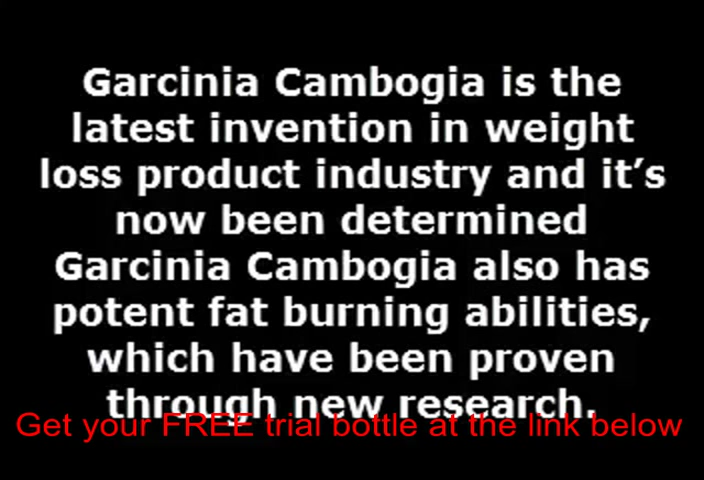 Garcinia Cambogia is the
latest invention in weight
loss product industry and it’s
now been determined
Garcinia Cambogia also has
potent fat burning abilities,
which have been proven
through new research.
Get your FREE trial bottle at the link below